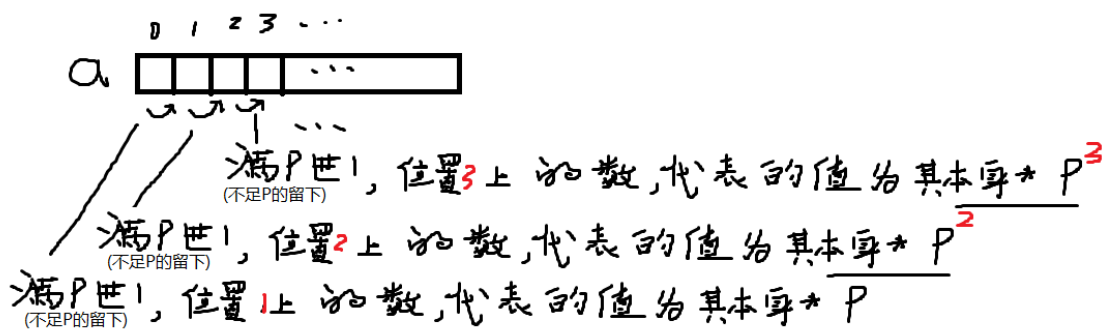 0 1 2 3 ...
a ...
...
满P进1, 位置3上的数,代表的值为其本身* P^3
(不足P的留下)
满P进1, 位置2上的数,代表的值为其本身* P^2
(不足P的留下)
满P进1, 位置1上的数,代表的值为其本身* P
(不足P的留下)